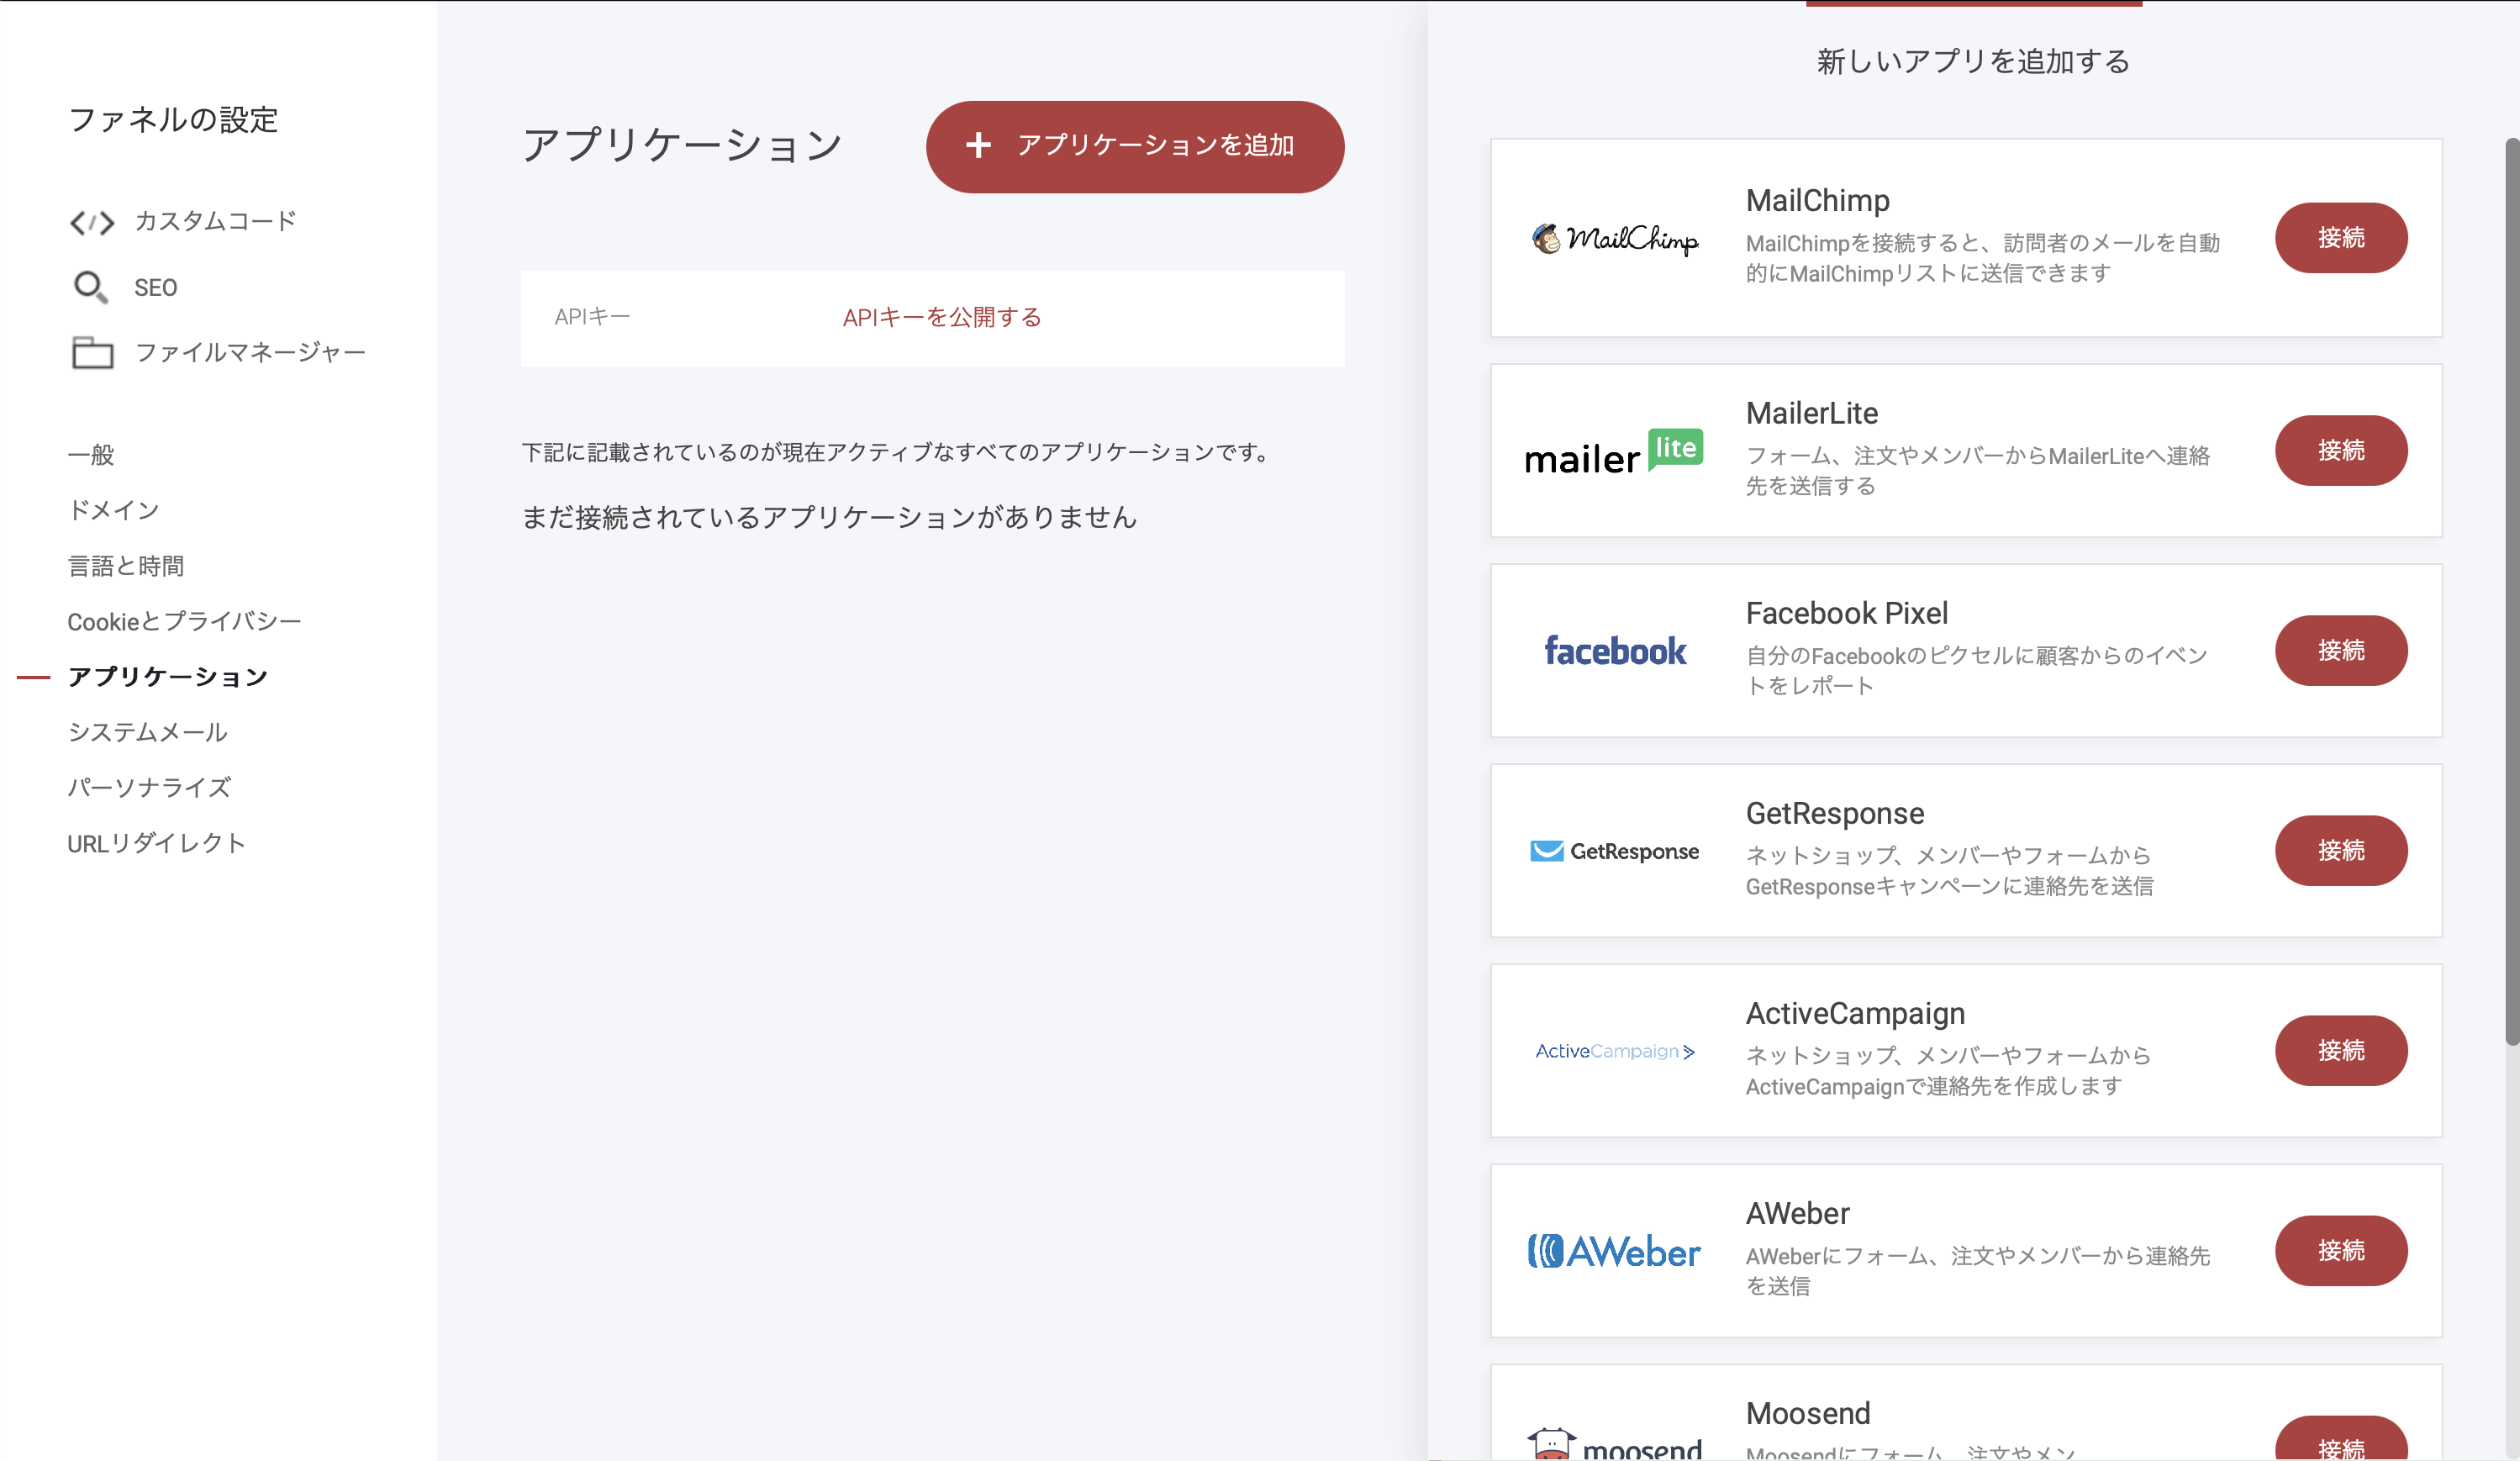 ファネルの設定
カスタムコード
SEO
ファイルマネージャー
一般
ドメイン
言語と時間
Cookieとプライバシー
アプリケーション
システムメール
パーソナライズ
URLリダイレクト
アプリケーション
+ アプリケーションを追加
APIキー
APIキーを公開する
下記に記載されているのが現在アクティブなすべてのアプリケーションです。
まだ接続されているアプリケーションがありません
新しいアプリを追加する
MailChimp
MailChimp
MailChimpを接続すると、訪問者のメールを自動
的にMailChimpリストに送信できます
接続
mailer lite
MailerLite
フォーム、注文やメンバーからMailerLiteへ連絡
先を送信する
接続
facebook
Facebook Pixel
自分のFacebookのピクセルに顧客からのイベン
トをレポート
接続
GetResponse
GetResponse
ネットショップ、メンバーやフォームから
GetResponseキャンペーンに連絡先を送信
接続
ActiveCampaign
ActiveCampaign
ネットショップ、メンバーやフォームから
ActiveCampaignで連絡先を作成します
接続
AWeber
AWeber
AWeberにフォーム、注文やメンバーから連絡先
を送信
接続
moosend
Moosend
Moosendにフォーム、注文やメン
接続